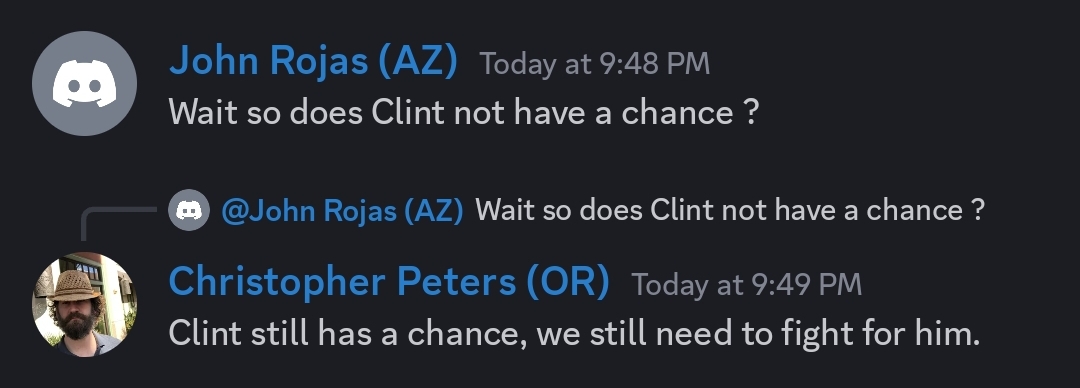 John Rojas (AZ) Today at 9:48 PM
Wait so does Clint not have a chance ?
@John Rojas (AZ) Wait so does Clint not have a chance ?
Christopher Peters (OR) Today at 9:49 PM
Clint still has a chance, we still need to fight for him.